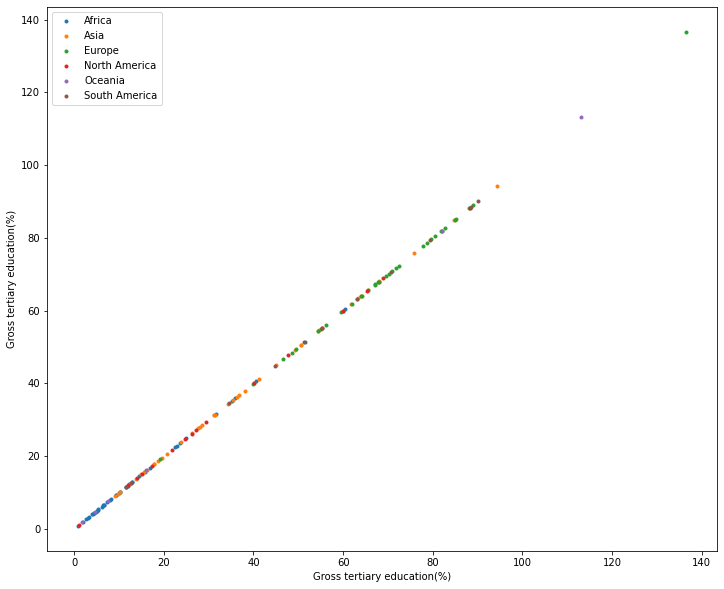 Africa
Asia
Europe
North America
Oceania
South America
140
120
100
80
60
40
20
0
Gross tertiary education(%)
0
20
40
60
80
100
120
140
Gross tertiary education(%)